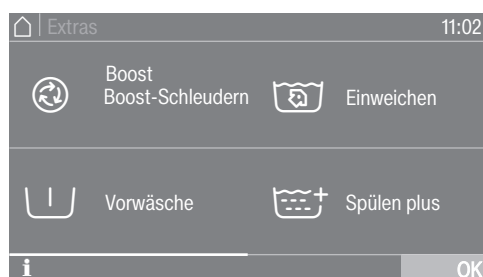 Extras 11:02
Boost
Boost-Schleudern
Einweichen
Vorwäsche
Spülen plus
i OK